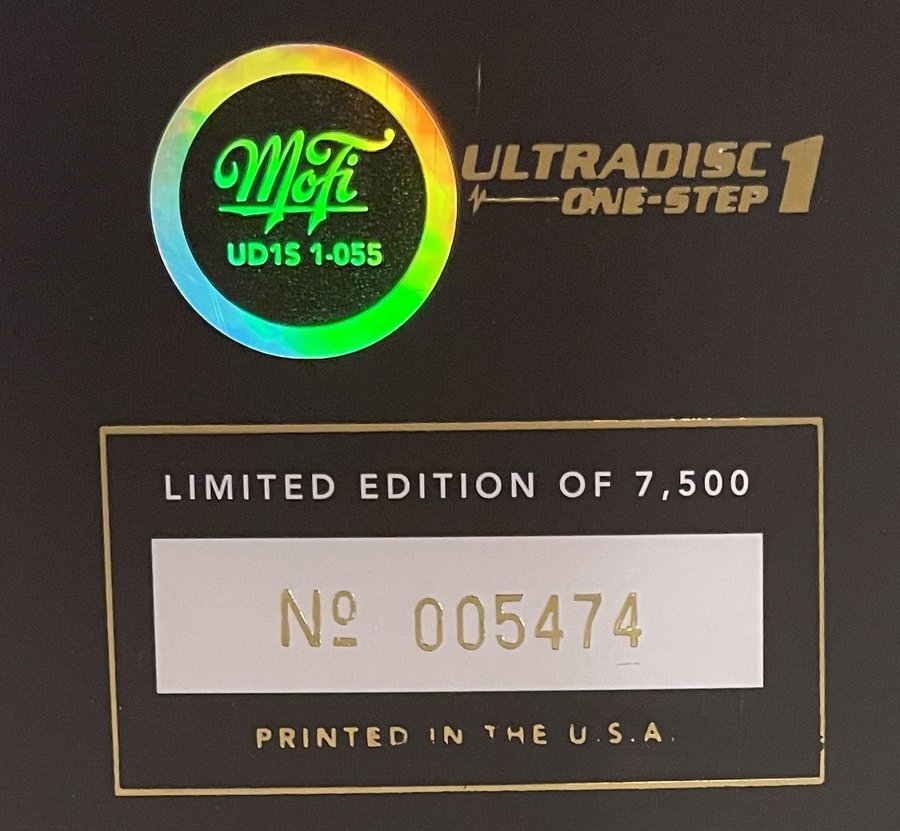 MoFi
UD1S 1-055
ULTRADISC
ONE-STEP 1
LIMITED EDITION OF 7,500
Nº 005474
PRINTED IN THE U.S.A.